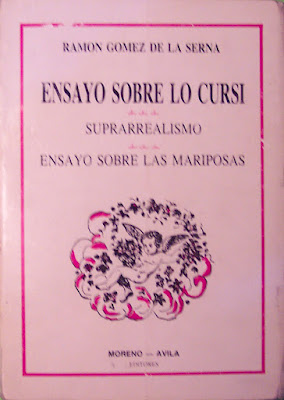 RAMON GOMEZ DE LA SERNA
ENSAYO SOBRE LO CURSI
SUPRARREALISMO
ENSAYO SOBRE LAS MARIPOSAS
MORENO — AVILA
EDITORES